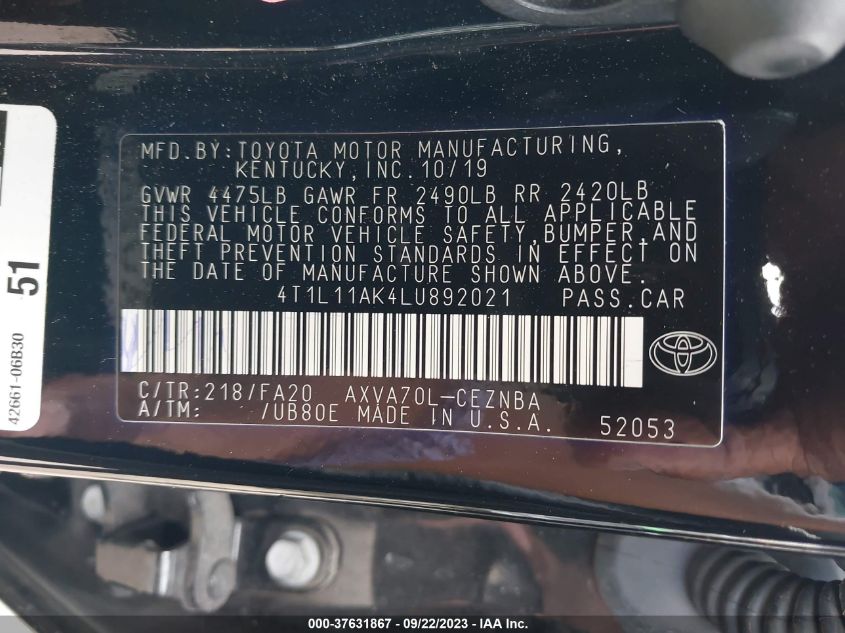 MFD.BY:TOYOTA MOTOR MANUFACTURING,
KENTUCKY,INC.10/19
GVWR 4475LB GAWR FR 2490LB RR 2420LB
THIS VEHICLE CONFORMS TO ALL APPLICABLE
FEDERAL MOTOR VEHICLE SAFETY,BUMPER,AND
THEFT PREVENTION STANDARDS IN EFFECT ON
THE DATE OF MANUFACTURE SHOWN ABOVE.
4T1L11AK4LU892021 PASS.CAR
C/TR:218/FA20 AXVA70L-CEZNBA
A/TM: /UB80E MADE IN U.S.A. 52053
51
42661-06B30
000-37631867 / 09/22/2023 / © IAA Inc.